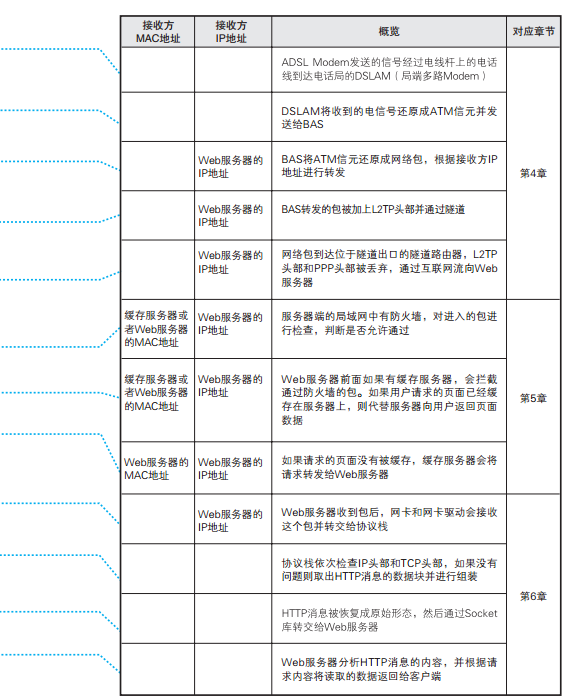 接收方
MAC地址
接收方
IP地址
概览
对应章节
ADSL Modem发送的信号经过电线杆上的电话
线到达电话局的DSLAM（局端多路Modem）
DSLAM将收到的电信号还原成ATM信元并发
送给BAS
Web服务器的
IP地址
BAS将ATM信元还原成网络包，根据接收方IP
地址进行转发
第4章
Web服务器的
IP地址
BAS转发的包被加上L2TP头部并通过隧道
Web服务器的
IP地址
网络包到达位于隧道出口的隧道路由器，L2TP
头部和PPP头部被丢弃，通过互联网流向Web
服务器
缓存服务器或
者Web服务器
的MAC地址
Web服务器的
IP地址
服务器端的局域网中有防火墙，对进入的包进
行检查，判断是否允许通过
缓存服务器或
者Web服务器
的MAC地址
Web服务器的
IP地址
Web服务器前面如果有缓存服务器，会拦截
通过防火墙的包。如果用户请求的页面已经缓
存在服务器上，则代替服务器向用户返回页面
数据
第5章
Web服务器的
MAC地址
Web服务器的
IP地址
如果请求的页面没有被缓存，缓存服务器会将
请求转发给Web服务器
Web服务器的
IP地址
Web服务器收到包后，网卡和网卡驱动会接收
这个包并转交给协议栈
协议栈依次检查IP头部和TCP头部，如果没有
问题则取出HTTP消息的数据块并进行组装
第6章
HTTP消息被恢复成原始形态，然后通过Socket
库转交给Web服务器
Web服务器分析HTTP消息的内容，并根据请
求内容将读取的数据返回给客户端